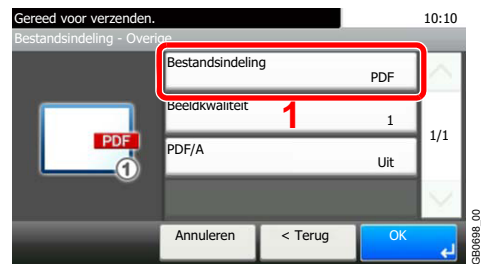 Gereed voor verzenden.
10:10
Bestandsindeling - Overige
Bestandsindeling
PDF
Beeldkwaliteit
1
1
PDF/A
Uit
PDF
1
1/1
Annuleren
< Terug
OK
GB0698_00